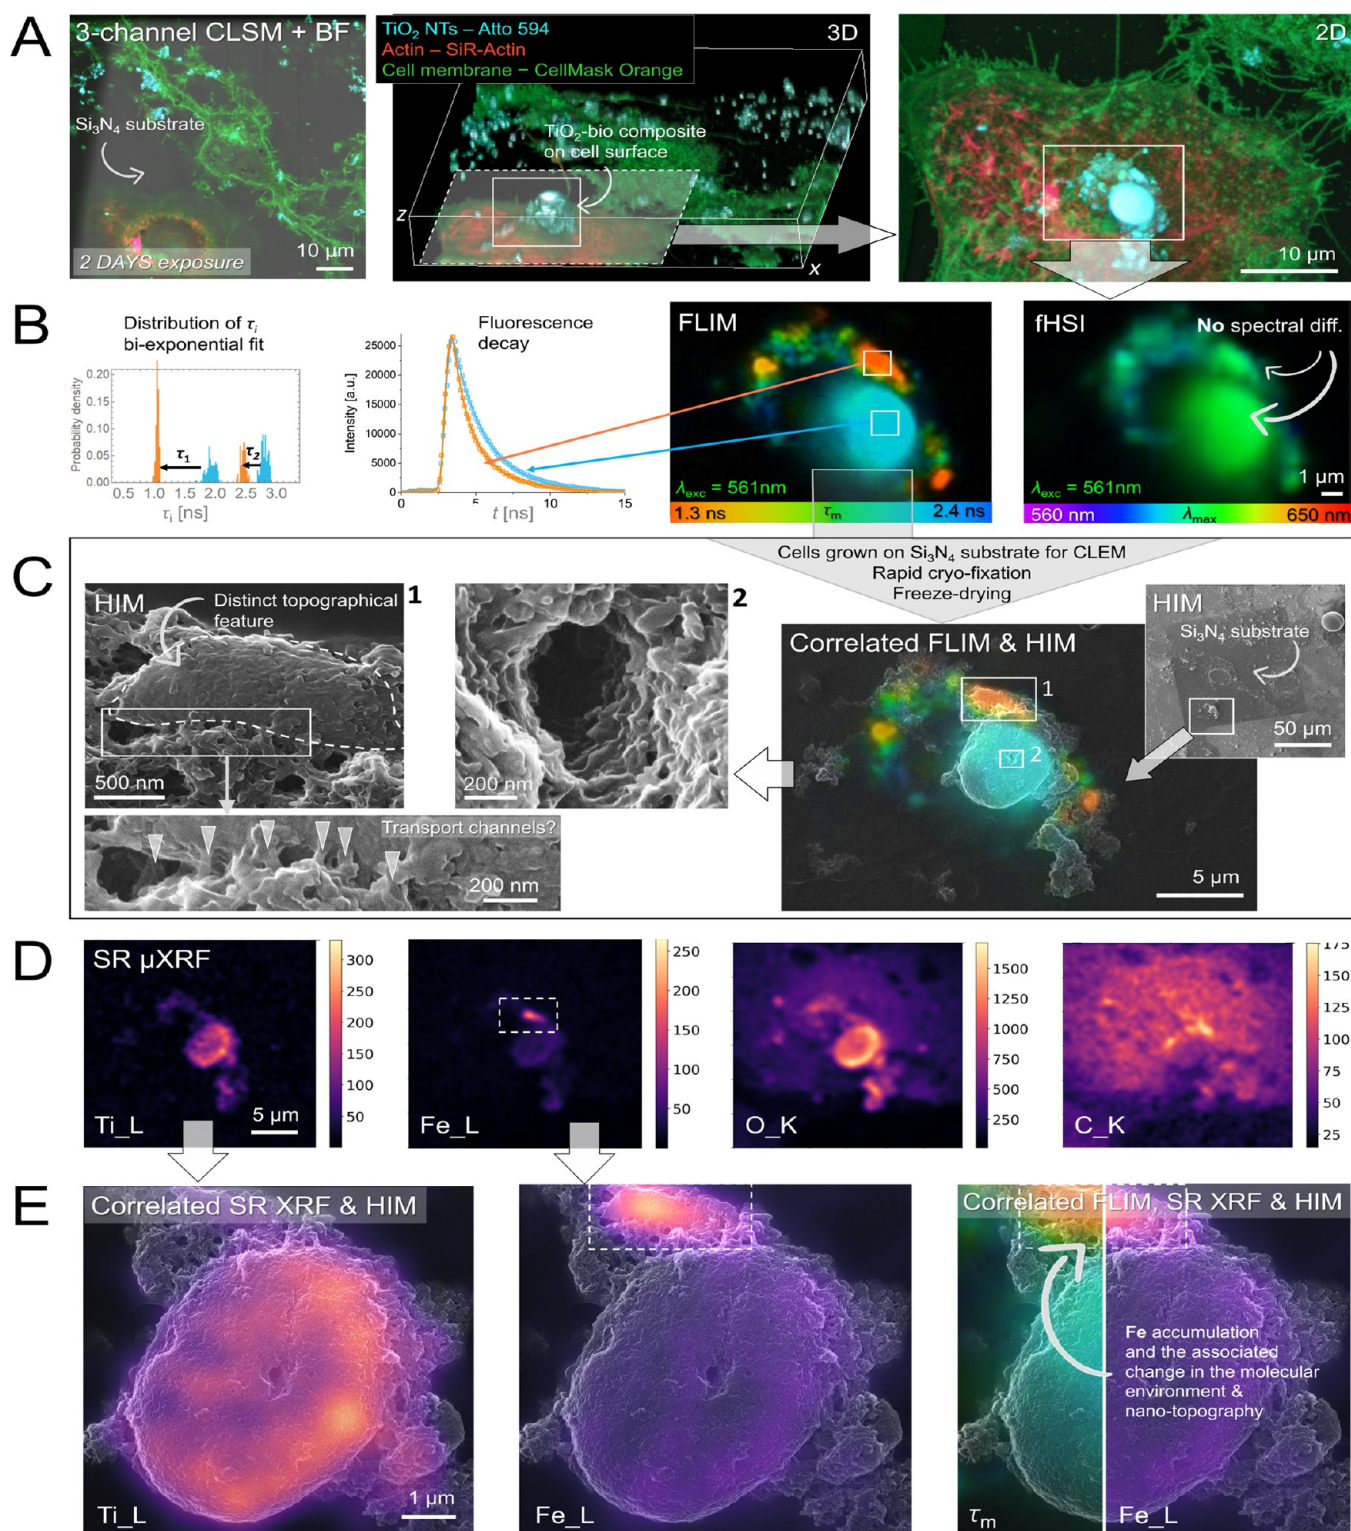 A
3-channel CLSM + BF
Si3N4 substrate
2 DAYS exposure
10 µm
TiO2 NTs – Atto 594
Actin – SiR-Actin
Cell membrane – CellMask Orange
3D
TiO2-bio composite
on cell surface
z
x
2D
10 µm
B
Distribution of τi
bi-exponential fit
Probability density
0.20
0.15
0.10
0.05
0.00
τ1
τ2
0.5 1.0 1.5 2.0 2.5 3.0
τi [ns]
Fluorescence
decay
Intensity [a.u.]
25000
20000
15000
10000
5000
0
0 5 10 15
t [ns]
FLIM
λexc = 561nm
1.3 ns
τm
2.4 ns
fHSI
No spectral diff.
1 µm
λexc = 561nm
560 nm
λmax
650 nm
C
Cells grown on Si3N4 substrate for CLEM
Rapid cryo-fixation
Freeze-drying
HIM
Distinct topographical
feature
1
500 nm
2
200 nm
Transport channels?
200 nm
Correlated FLIM & HIM
1
2
5 µm
HIM
Si3N4 substrate
50 µm
D
SR µXRF
Ti_L
5 µm
300
250
200
150
100
50
Fe_L
250
200
150
100
50
O_K
1500
1250
1000
750
500
250
C_K
175
150
125
100
75
50
25
E
Correlated SR XRF & HIM
Ti_L
1 µm
Fe_L
Correlated FLIM, SR XRF & HIM
Fe accumulation
and the associated
change in the molecular
environment &
nano-topography
τm
Fe_L